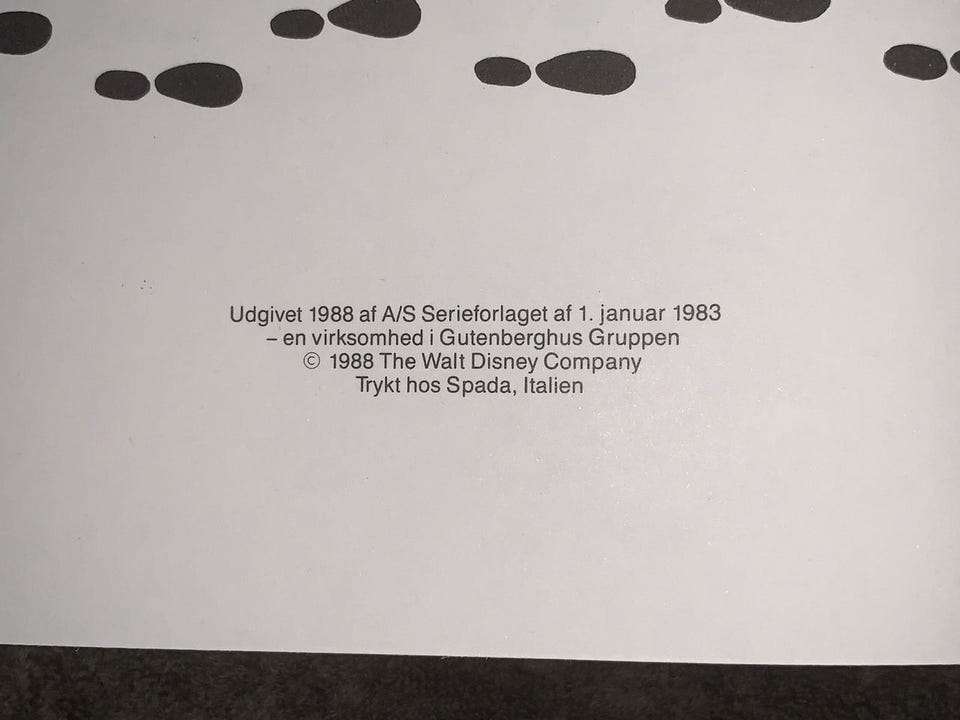 Udgivet 1988 af A/S Serieforlaget af 1. januar 1983
– en virksomhed i Gutenberghus Gruppen
© 1988 The Walt Disney Company
Trykt hos Spada, Italien